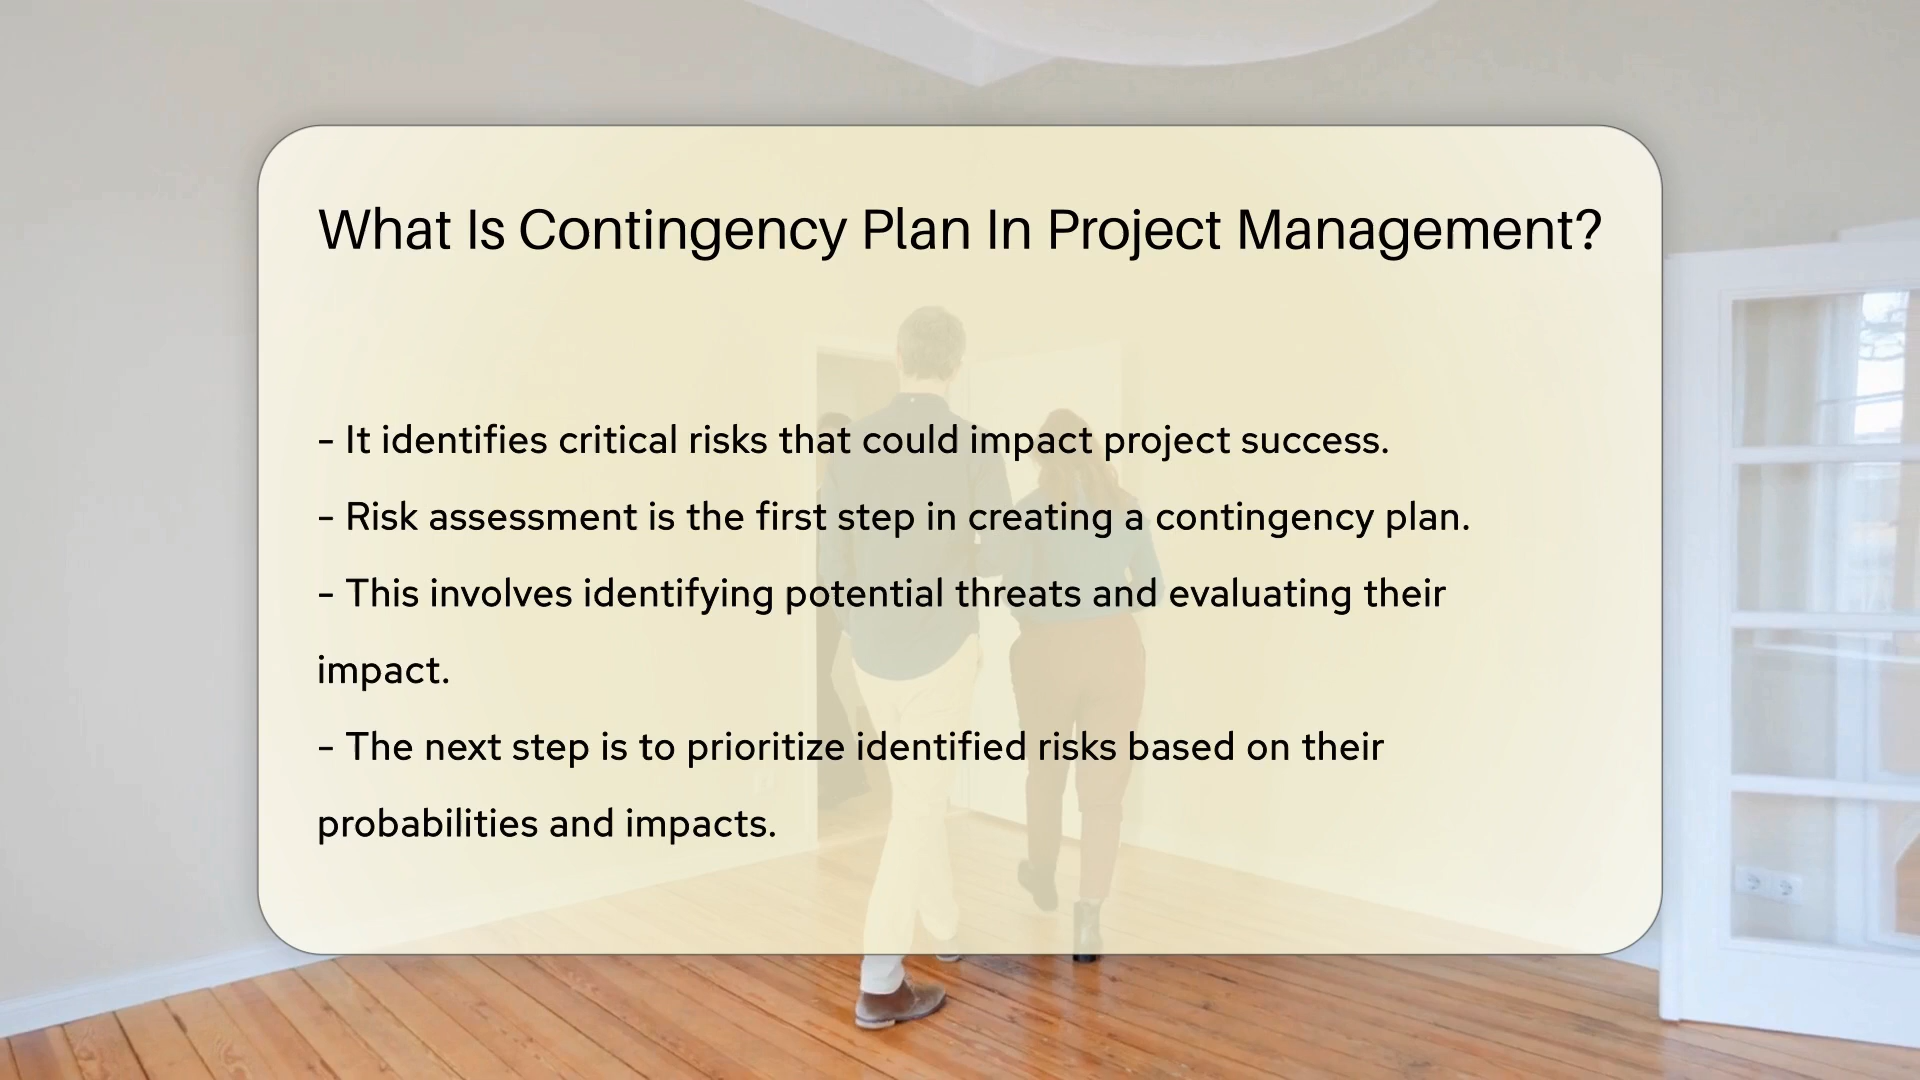 What Is Contingency Plan In Project Management?
- It identifies critical risks that could impact project success.
- Risk assessment is the first step in creating a contingency plan.
- This involves identifying potential threats and evaluating their
impact.
- The next step is to prioritize identified risks based on their
probabilities and impacts.